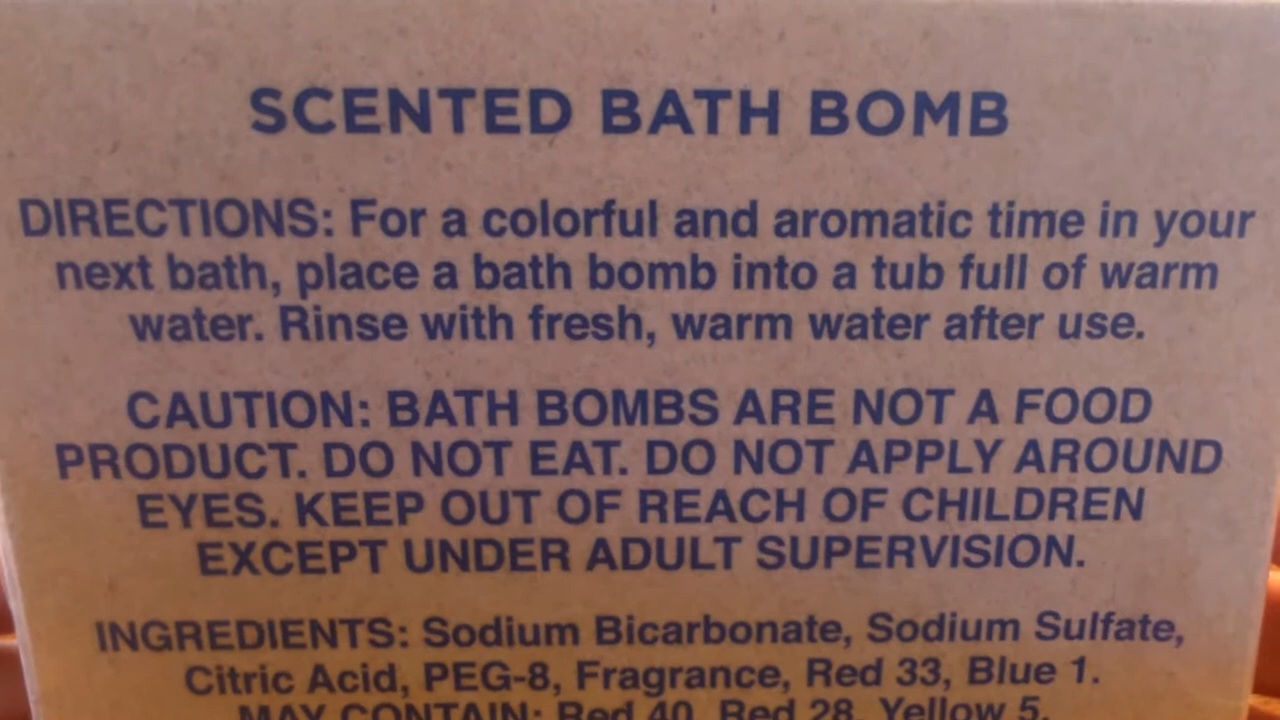 SCENTED BATH BOMB
DIRECTIONS: For a colorful and aromatic time in your
next bath, place a bath bomb into a tub full of warm
water. Rinse with fresh, warm water after use.
CAUTION: BATH BOMBS ARE NOT A FOOD
PRODUCT. DO NOT EAT. DO NOT APPLY AROUND
EYES. KEEP OUT OF REACH OF CHILDREN
EXCEPT UNDER ADULT SUPERVISION.
INGREDIENTS: Sodium Bicarbonate, Sodium Sulfate,
Citric Acid, PEG-8, Fragrance, Red 33, Blue 1.
MAY CONTAIN: Red 40, Red 28, Yellow 5.